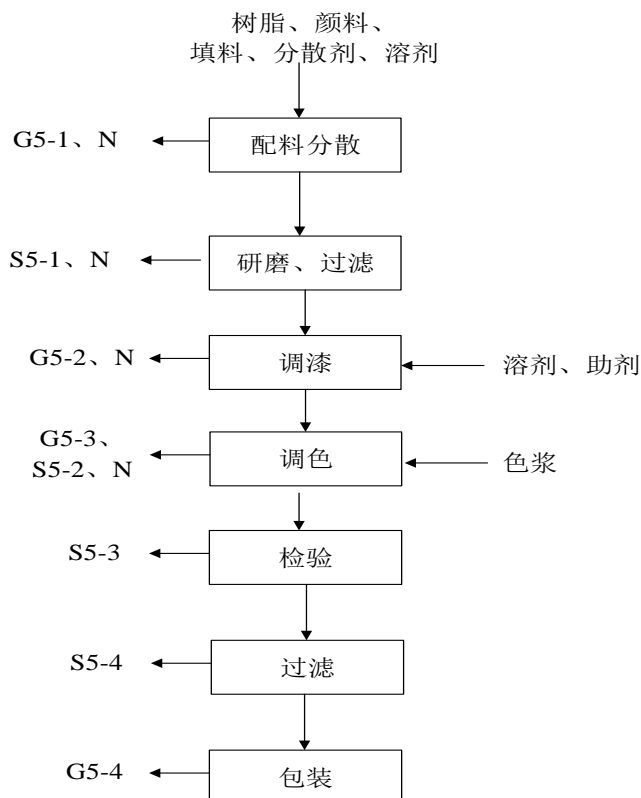 树脂、颜料、
填料、分散剂、溶剂
G5-1、N
配料分散
S5-1、N
研磨、过滤
G5-2、N
调漆
溶剂、助剂
G5-3、
S5-2、N
调色
色浆
S5-3
检验
S5-4
过滤
G5-4
包装